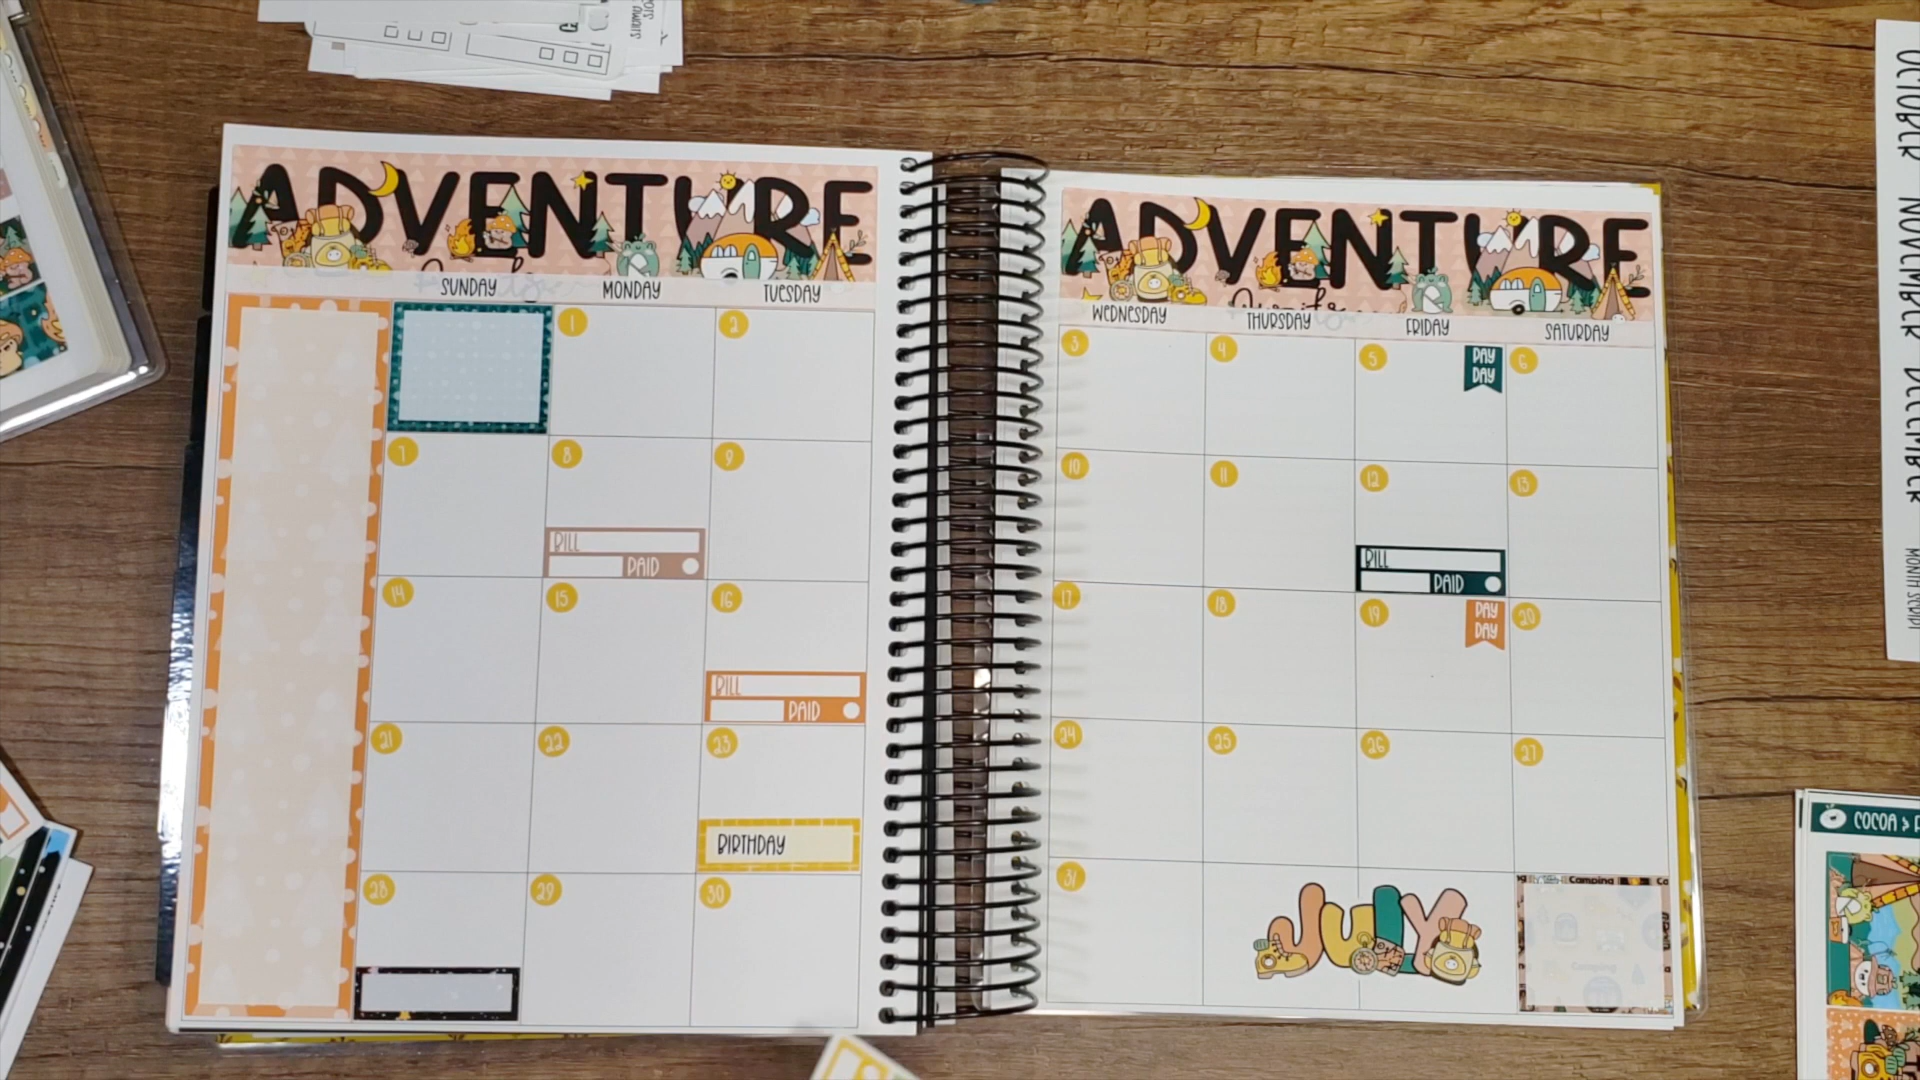 ADVENTURE
SUNDAY MONDAY TUESDAY
1 2
7 8 9
BILL
PAID
14 15 16
BILL
PAID
21 22 23
BIRTHDAY
28 29 30
ADVENTURE
WEDNESDAY THURSDAY FRIDAY SATURDAY
3 4 5 PAY DAY 6
10 11 12 13
BILL
PAID
17 18 19 PAY DAY 20
24 25 26 27
31
JULY
Camping
Camping
OCTOBER NOVEMBER DECEMBER
MONTH SCRIPT
COCOA